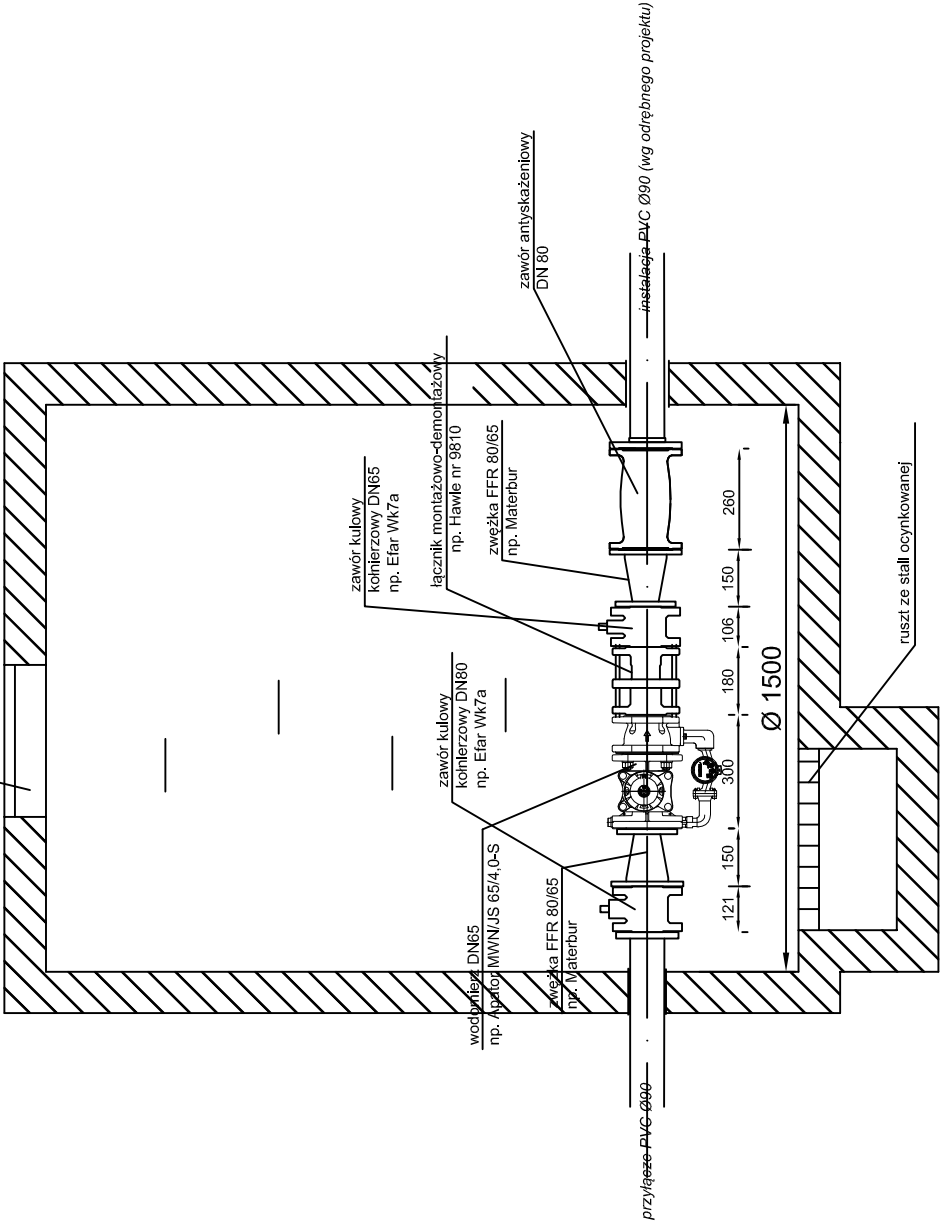 zawór antyskażeniowy
DN 80
instalacja PVC Ø90 (wg odrębnego projektu)
łącznik montażowo-demontażowy
np. Hawle nr 9810
zwężka FFR 80/65
np. Materbur
zawór kulowy
kołnierzowy DN65
np. Efar Wk7a
zawór kulowy
kołnierzowy DN80
np. Efar Wk7a
wodomierz DN65
np. Apator MWN/JS 65/4,0-S
zwężka FFR 80/65
np. Materbur
przyłącze PVC Ø90
121
150
300
180
106
150
260
Ø 1500
ruszt ze stali ocynkowanej